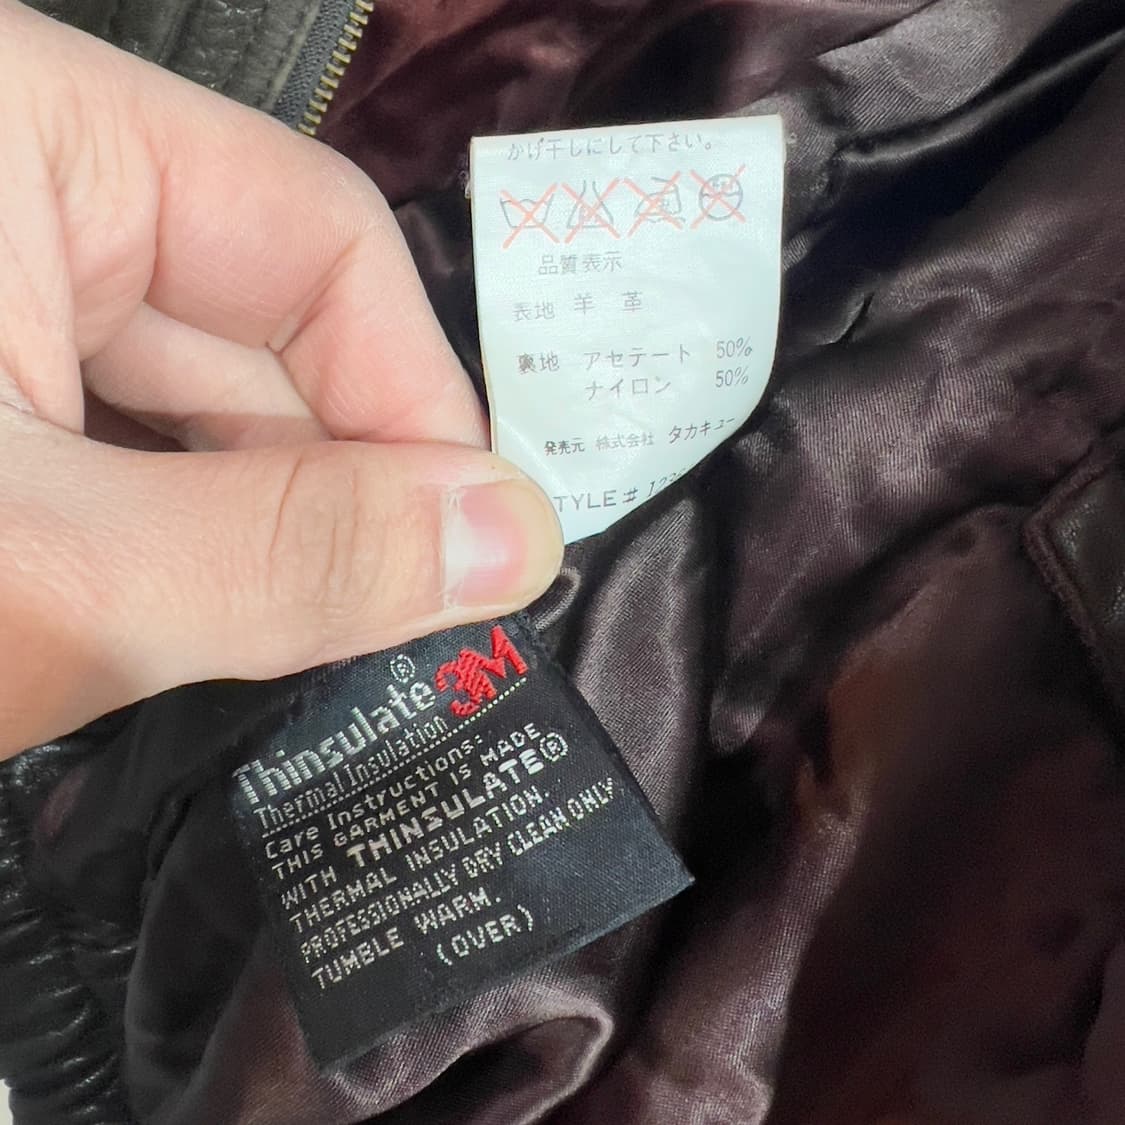 かげ干しにして下さい。
品質表示
表地 羊 革
裏地 アセテート 50%
ナイロン 50%
発売元 株式会社 タカキュー
TYLE #
Thinsulate® 3M
Thermal Insulation
Care Instructions:
THIS GARMENT IS MADE
WITH THINSULATE®
THERMAL INSULATION.
PROFESSIONALLY DRY CLEAN ONLY
TUMBLE WARM.
(OVER)